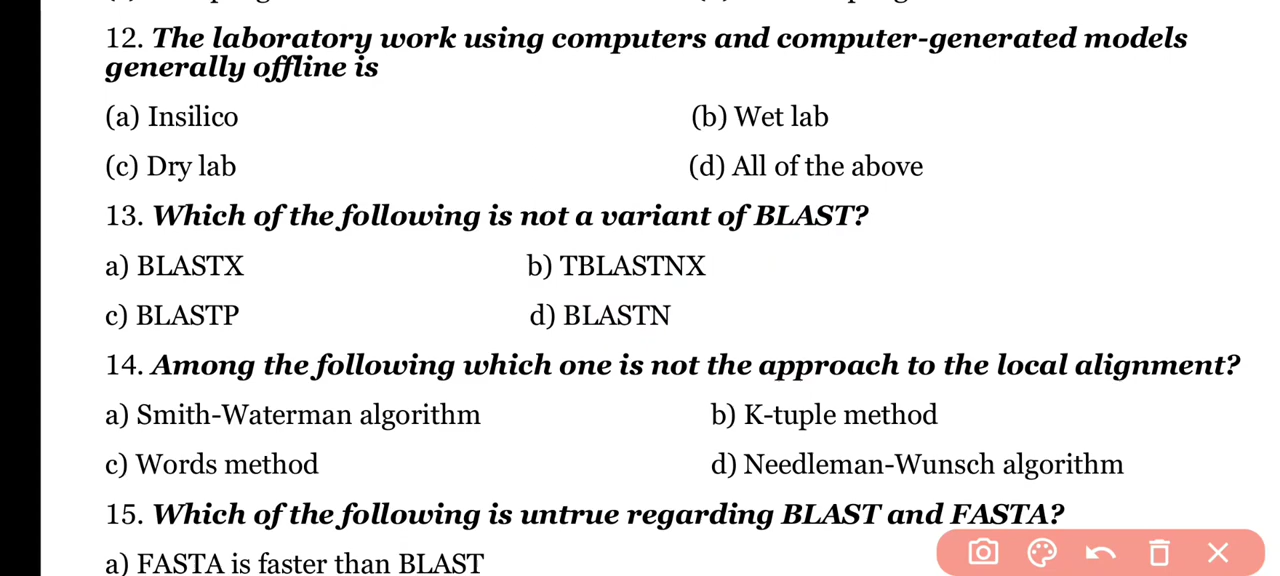 12. The laboratory work using computers and computer-generated models
generally offline is
(a) Insilico (b) Wet lab
(c) Dry lab (d) All of the above
13. Which of the following is not a variant of BLAST?
a) BLASTX b) TBLASTNX
c) BLASTP d) BLASTN
14. Among the following which one is not the approach to the local alignment?
a) Smith-Waterman algorithm b) K-tuple method
c) Words method d) Needleman-Wunsch algorithm
15. Which of the following is untrue regarding BLAST and FASTA?
a) FASTA is faster than BLAST